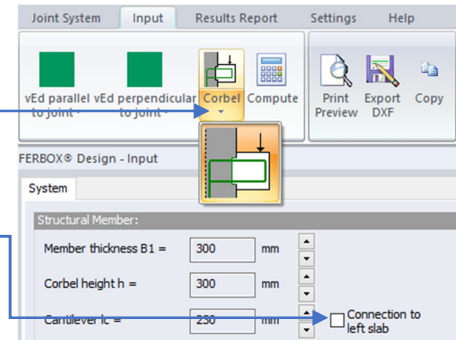 Joint System Input Results Report Settings Help
vEd parallel vEd perpendicular Corbel Compute Print Export Copy
to joint to joint Preview DXF
FERBOX® Design - Input
System
Structural Member:
Member thickness B1 = 300 mm
Corbel height h = 300 mm
Cantilever lc = 230 mm Connection to
left slab